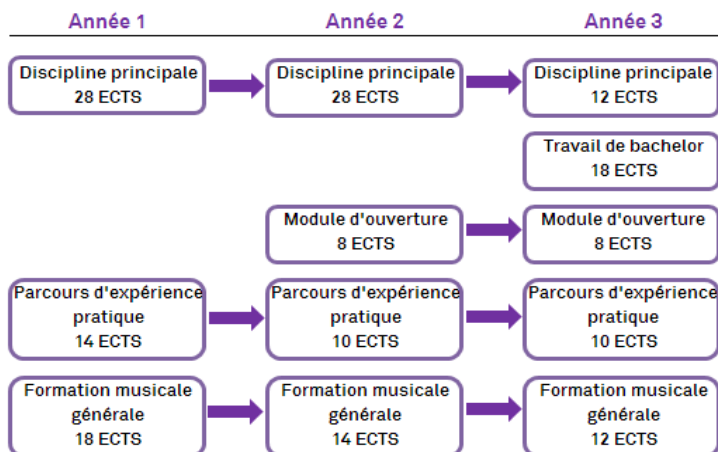 Année 1
Année 2
Année 3
Discipline principale
28 ECTS
Discipline principale
28 ECTS
Discipline principale
12 ECTS
Travail de bachelor
18 ECTS
Module d'ouverture
8 ECTS
Module d'ouverture
8 ECTS
Parcours d'expérience
pratique
14 ECTS
Parcours d'expérience
pratique
10 ECTS
Parcours d'expérience
pratique
10 ECTS
Formation musicale
générale
18 ECTS
Formation musicale
générale
14 ECTS
Formation musicale
générale
12 ECTS